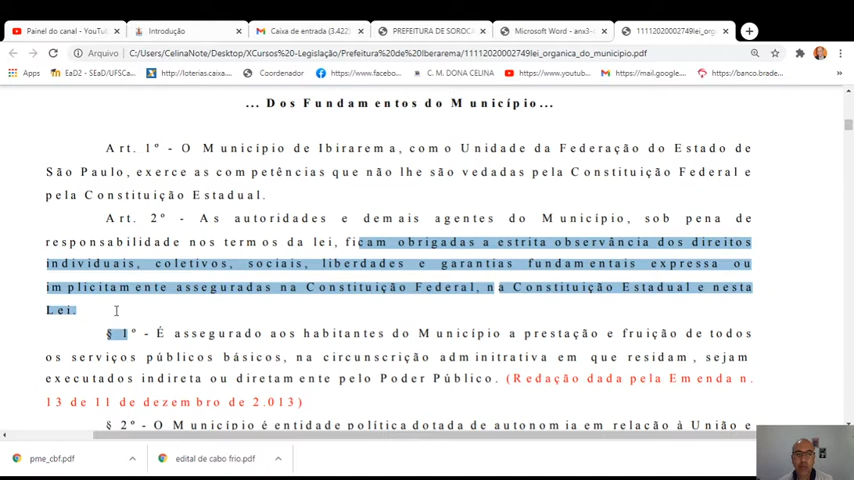 Painel do canal - YouT
Introdução
Caixa de entrada (3.422
PREFEITURA DE SOROCA
Microsoft Word - anx3-
11112020002749lei_orga
Arquivo C:/Users/CelinaNote/Desktop/XCursos%20-Legislação/Prefeitura%20de%20Iberarema/11112020002749lei_organica_do_municipio.pdf
Apps EaD2 - SEaD/UFSCa... http://loterias.caixa... Coordenador https://www.facebo... C. M. DONA CELINA https://www.youtub... https://mail.google... https://banco.brade...
... Dos Fundamentos do Município...
Art. 1º - O Município de Ibirarema, como Unidade da Federação do Estado de
São Paulo, exerce as competências que não lhe são vedadas pela Constituição Federal e
pela Constituição Estadual.
Art. 2º - As autoridades e demais agentes do Município, sob pena de
responsabilidade nos termos da lei, ficam obrigadas a estrita observância dos direitos
individuais, coletivos, sociais, liberdades e garantias fundamentais expressa ou
implicitamente asseguradas na Constituição Federal, na Constituição Estadual e nesta
Lei.
§ 1º - É assegurado aos habitantes do Município a prestação e fruição de todos
os serviços públicos básicos, na circunscrição adminitrativa em que residam, sejam
executados indireta ou diretamente pelo Poder Público. (Redação dada pela Emenda n.
13 de 11 de dezembro de 2.013)
§ 2º - O Município é entidade política dotada de autonomia em relação à União e
pme_cbf.pdf
edital de cabo frio.pdf